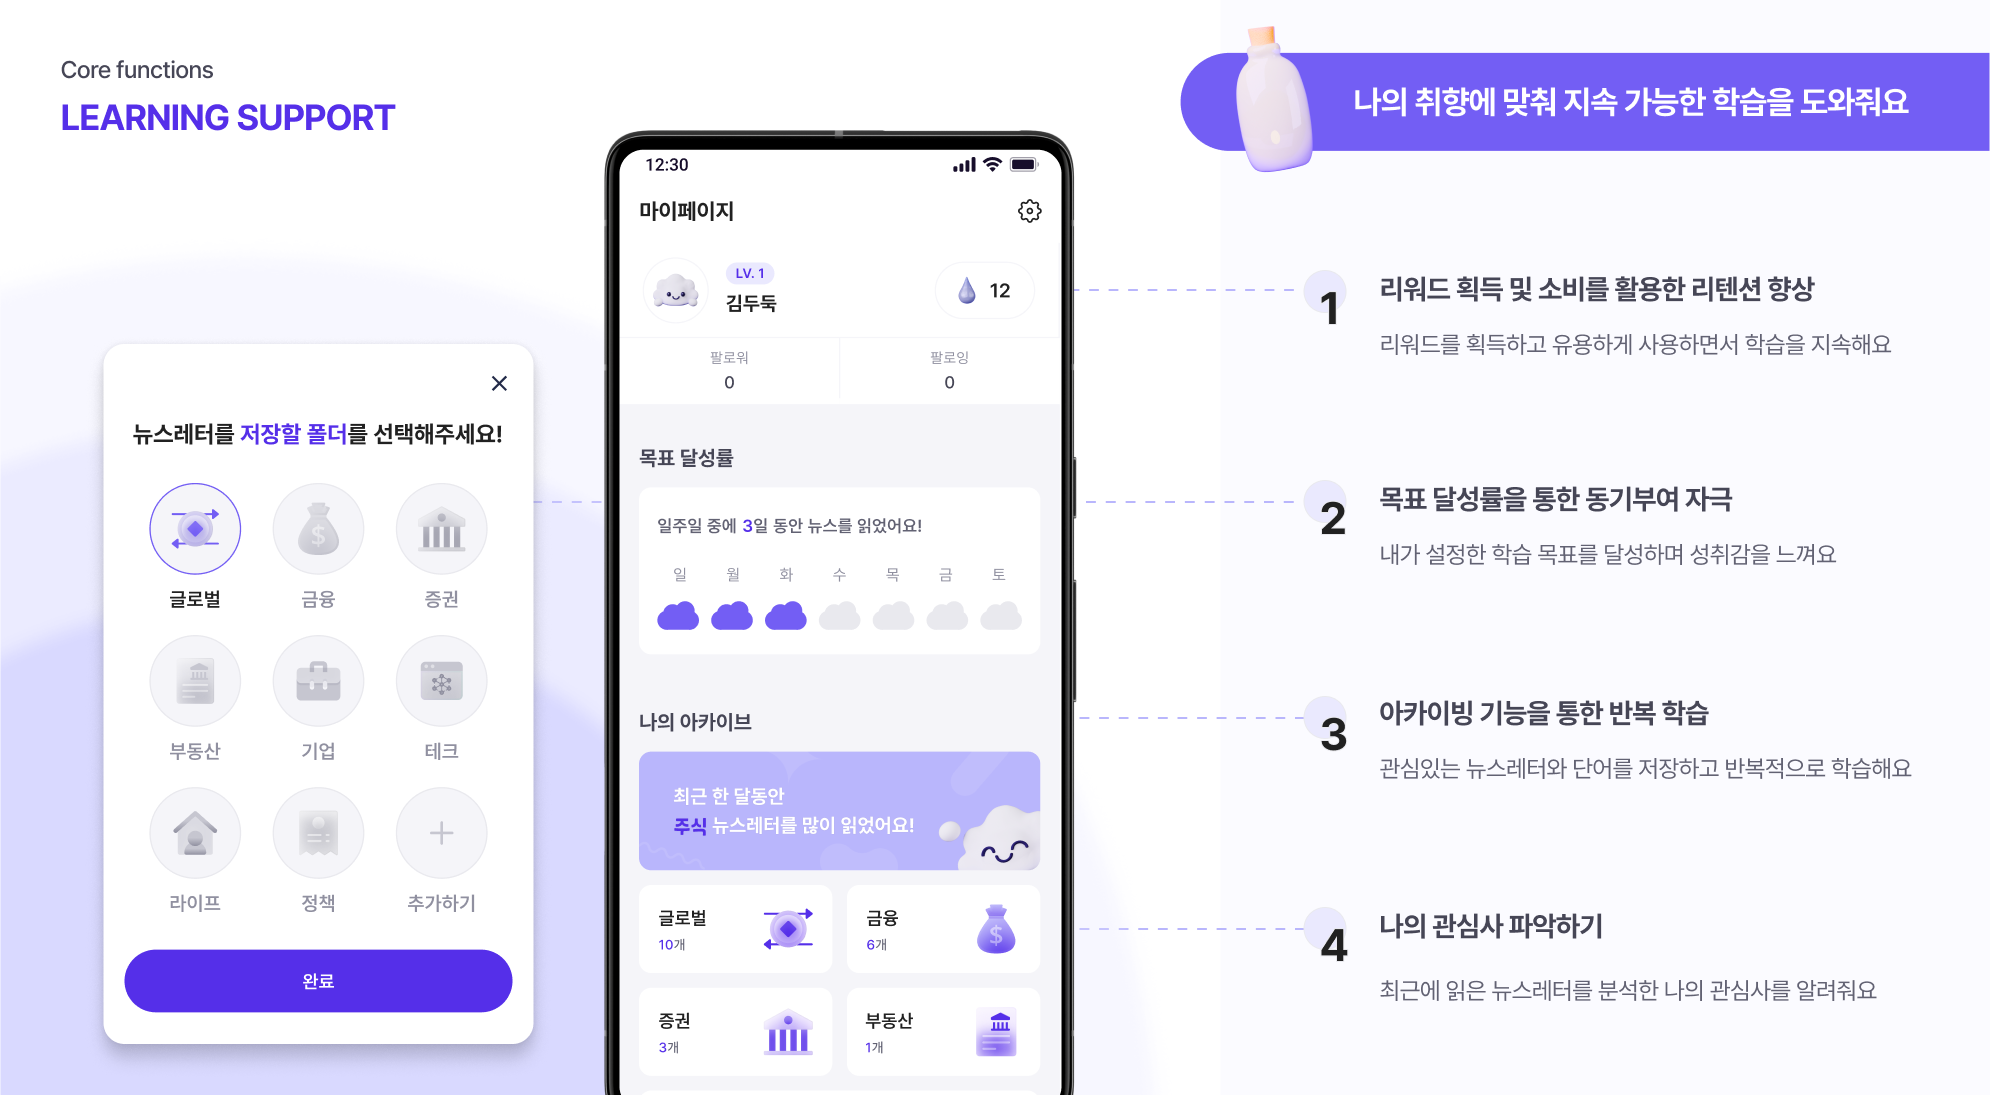 Core functions
LEARNING SUPPORT
나의 취향에 맞춰 지속 가능한 학습을 도와줘요
뉴스레터를 저장할 폴더를 선택해주세요!
글로벌
금융
증권
부동산
기업
테크
라이프
정책
추가하기
완료
12:30
마이페이지
LV. 1
김두둑
12
팔로워
팔로잉
0
0
목표 달성률
일주일 중에 3일 동안 뉴스를 읽었어요!
일 월 화 수 목 금 토
나의 아카이브
최근 한 달동안
주식 뉴스레터를 많이 읽었어요!
글로벌
10개
금융
6개
증권
3개
부동산
1개
1
리워드 획득 및 소비를 활용한 리텐션 향상
리워드를 획득하고 유용하게 사용하면서 학습을 지속해요
2
목표 달성률을 통한 동기부여 자극
내가 설정한 학습 목표를 달성하며 성취감을 느껴요
3
아카이빙 기능을 통한 반복 학습
관심있는 뉴스레터와 단어를 저장하고 반복적으로 학습해요
4
나의 관심사 파악하기
최근에 읽은 뉴스레터를 분석한 나의 관심사를 알려줘요